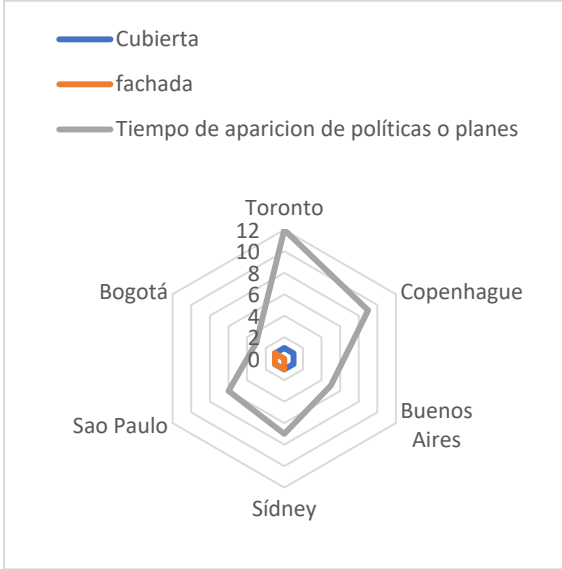 Cubierta
fachada
Tiempo de aparicion de políticas o planes
Toronto
12
10
8
6
4
2
0
Bogotá
Copenhague
Sao Paulo
Buenos
Aires
Sídney